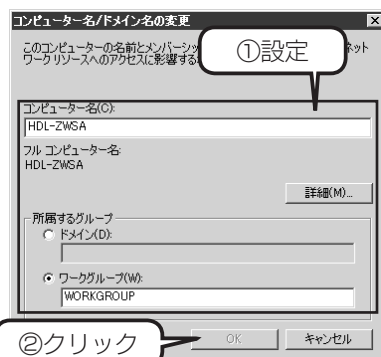 コンピューター名/ドメイン名の変更
このコンピューターの名前とメンバーシッ
ネット
ワーク リソースへのアクセスに影響する
①設定
コンピューター名(C):
HDL-ZWSA
フル コンピューター名:
HDL-ZWSA
詳細(M)...
所属するグループ
ドメイン(D):
ワークグループ(W):
WORKGROUP
②クリック
OK
キャンセル